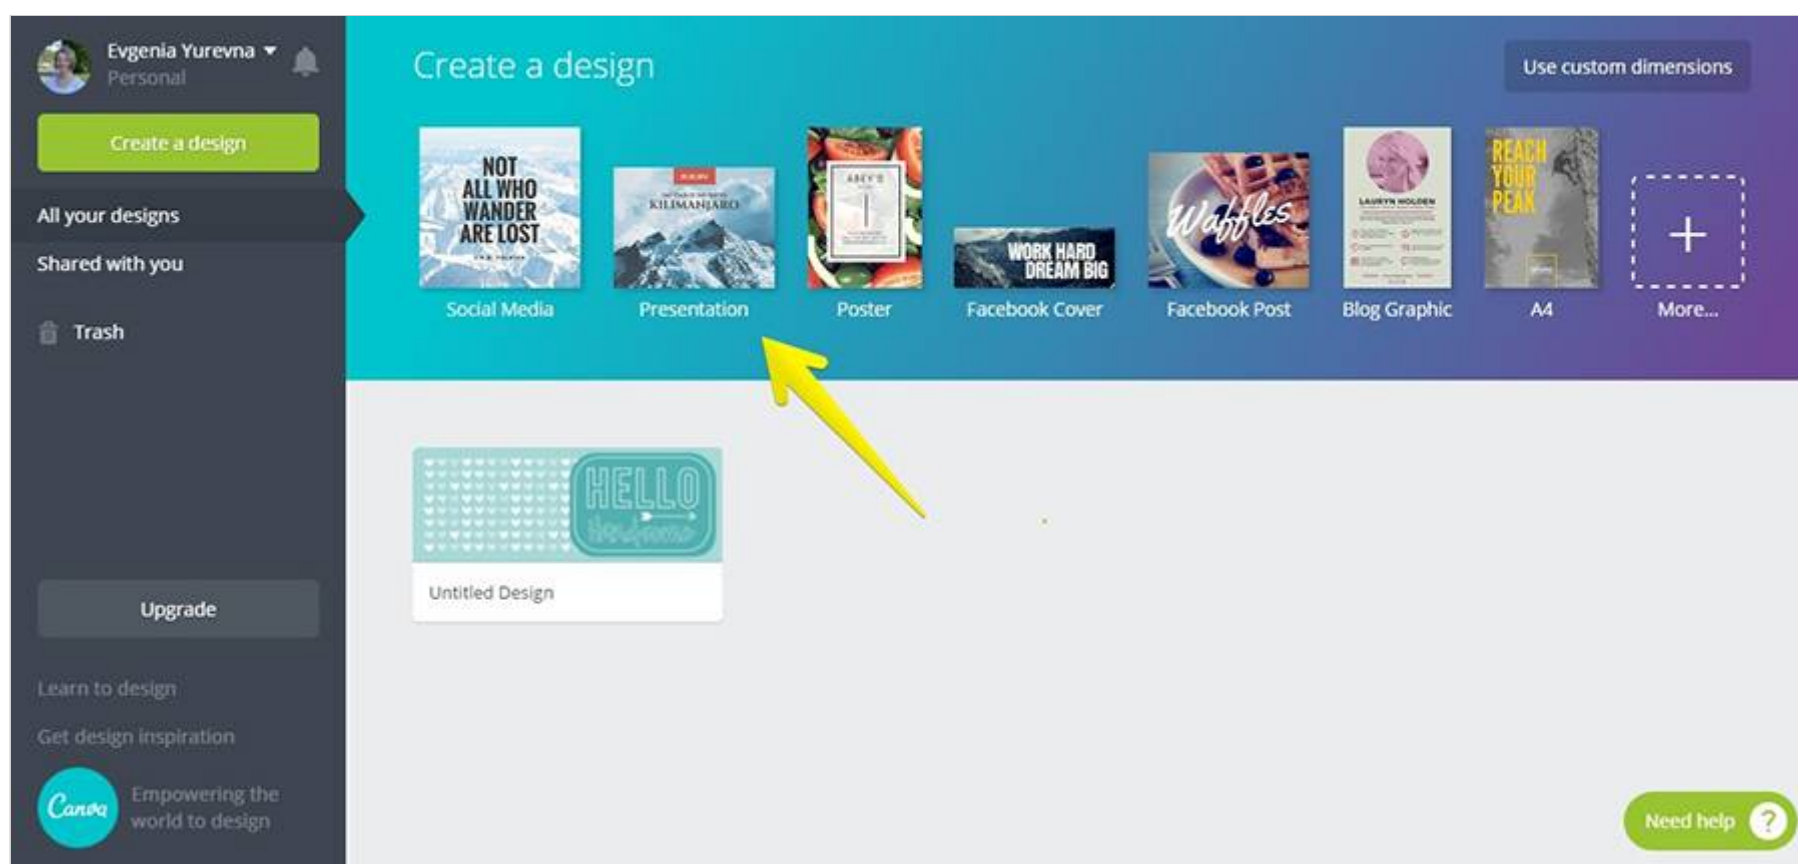 Evgenia Yurevna
Personal
Create a design
All your designs
Shared with you
Trash
Upgrade
Learn to design
Get design inspiration
Canva
Empowering the
world to design
Create a design
Use custom dimensions
NOT
ALL WHO
WANDER
ARE LOST
Social Media
KILIMANJARO
Presentation
ABBY'S
Poster
WORK HARD
DREAM BIG
Facebook Cover
Waffles
Facebook Post
LAURYN HOLDEN
Blog Graphic
REACH
YOUR
PEAK
A4
+
More...
HELLO
Handsome
Untitled Design
Need help ?